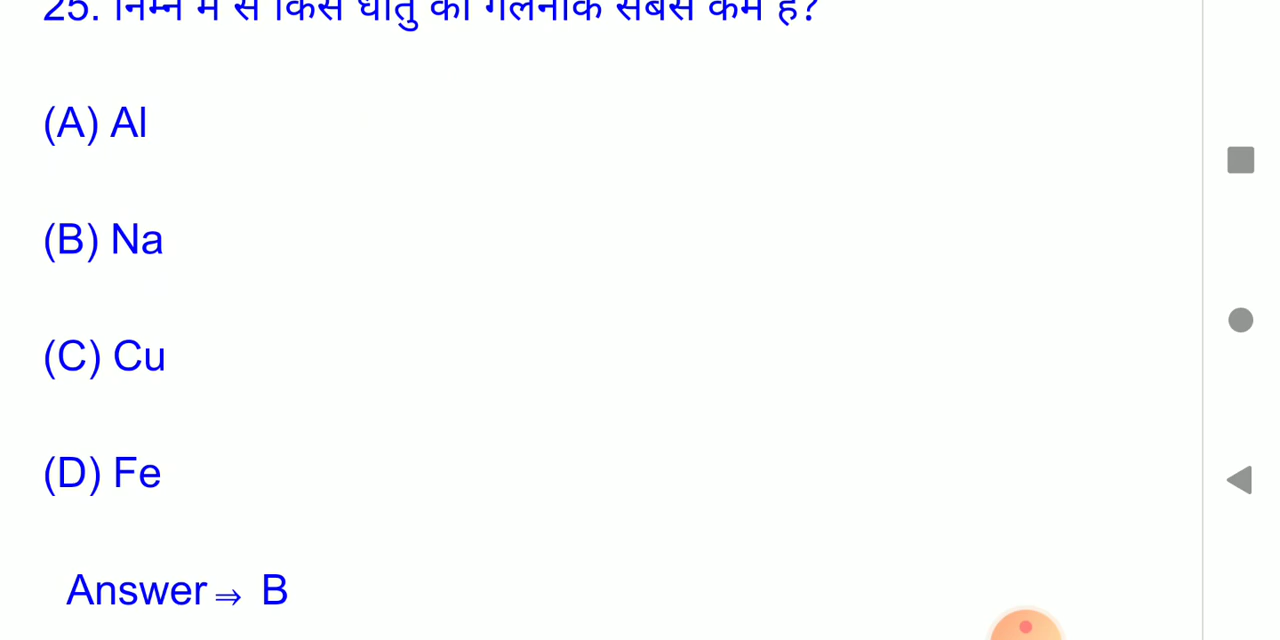 25. निम्न में से किस धातु का गलनांक सबसे कम है?
(A) Al
(B) Na
(C) Cu
(D) Fe
Answer ⇒ B